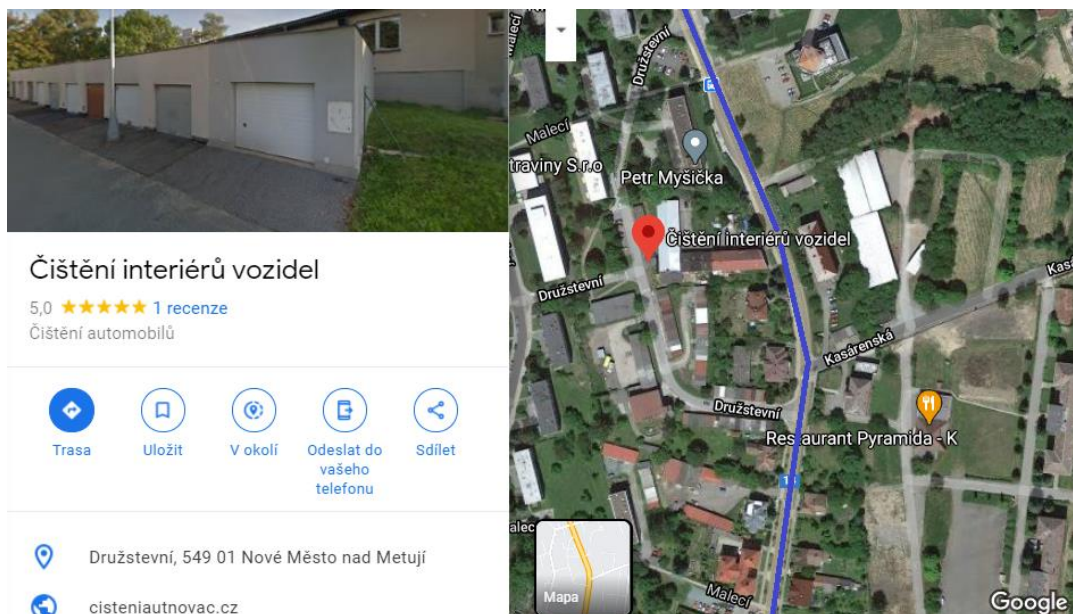 Čištění interiérů vozidel
5,0
1 recenze
Čištění automobilů
Trasa
Uložit
V okolí
Odeslat do
vašeho
telefonu
Sdílet
Družstevní, 549 01 Nové Město nad Metují
cisteniautnovac.cz
Malecí
Družstevní
Malecí
traviny S.r.o
Petr Myšička
Čištění interiérů vozidel
Družstevní
Kasárenská
Družstevní
Restaurant Pyramida - K
Malecí
Mapa
Google